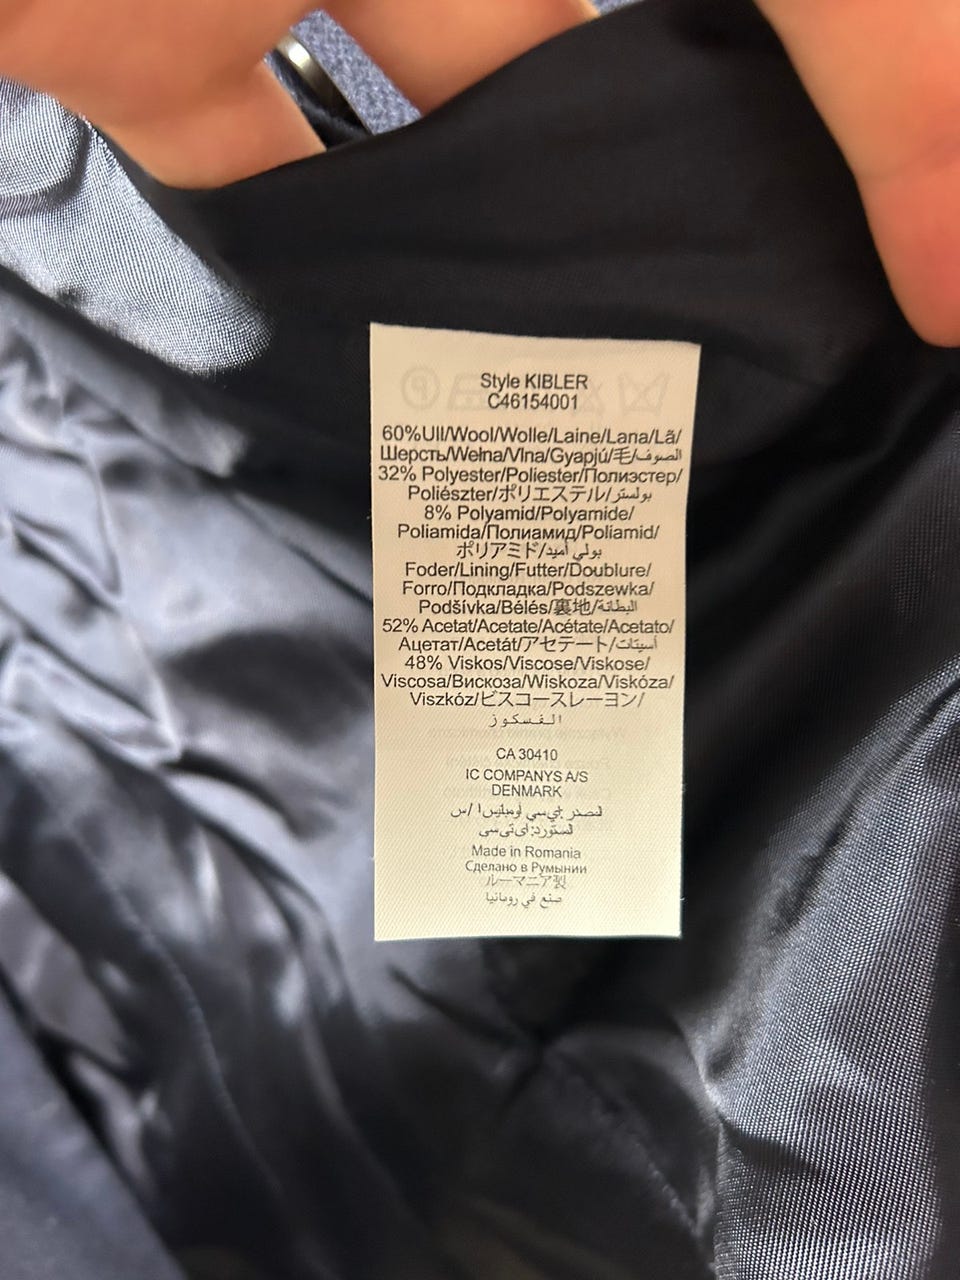 Style KIBLER
C46154001
60%Ull/Wool/Wolle/Laine/Lana/Lã/
Шерсть/Wełna/Vlna/Gyapjú/毛/الصوف
32% Polyester/Poliester/Полиэстер/
Poliészter/ポリエステル/بولستر
8% Polyamid/Polyamide/
Poliamida/Полиамид/Poliamid/
ポリアミド/بولي أميد
Foder/Lining/Futter/Doublure/
Forro/Подкладка/Podszewka/
Podšívka/Bélés/裏地/البطانة
52% Acetat/Acetate/Acétate/Acetato/
Ацетат/Acetát/アセテート/أسيتات
48% Viskos/Viscose/Viskose/
Viscosa/Вискоза/Wiskoza/Viskóza/
Viszkóz/ビスコースレーヨン/
الفسكوز
CA 30410
IC COMPANYS A/S
DENMARK
Made in Romania
Сделано в Румынии
ルーマニア製
صنع في رومانيا